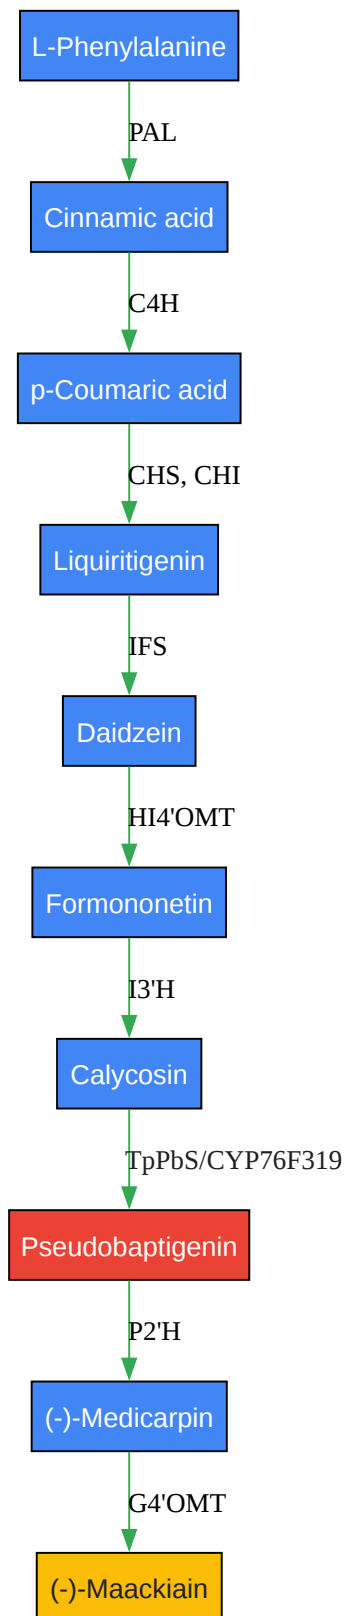 L-Phenylalanine
PAL
Cinnamic acid
C4H
p-Coumaric acid
CHS, CHI
Liquiritigenin
IFS
Daidzein
HI4'OMT
Formononetin
I3'H
Calycosin
TpPbS/CYP76F319
Pseudobaptigenin
P2'H
(-)-Medicarpin
G4'OMT
(-)-Maackiain